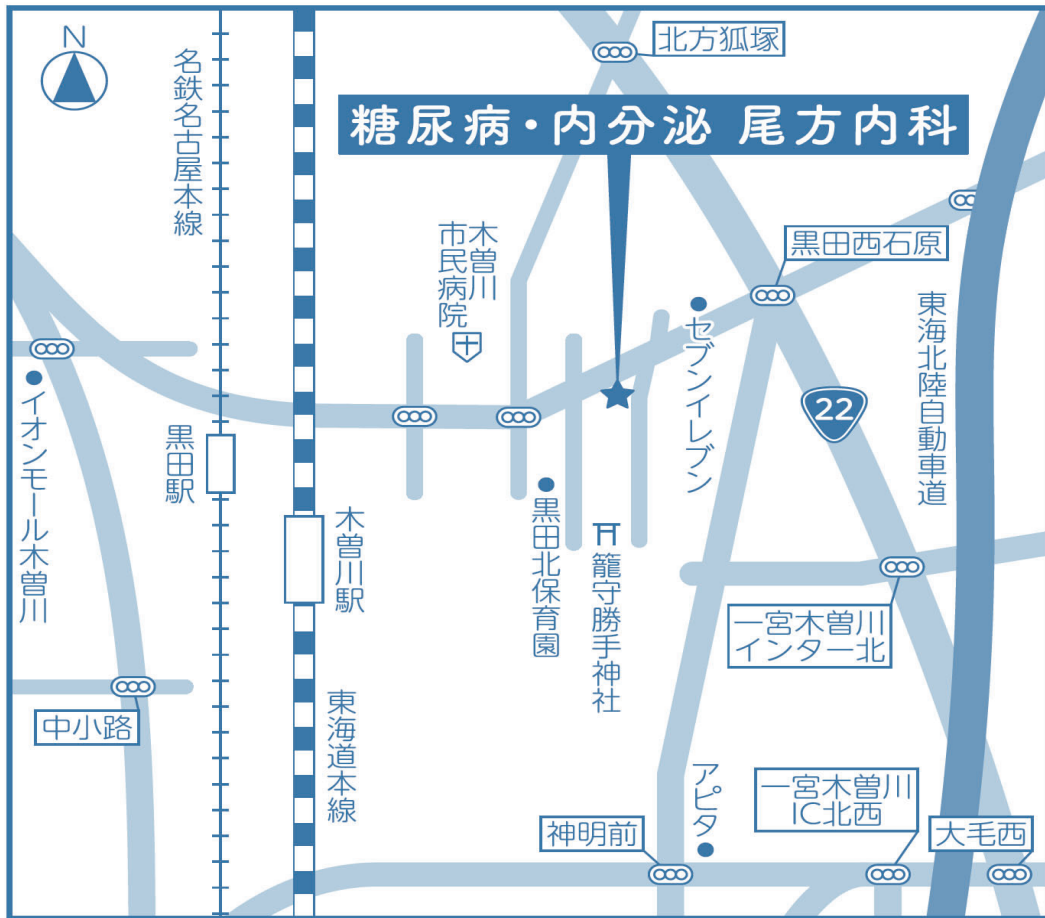 N
北方狐塚
名鉄名古屋本線
糖尿病・内分泌 尾方内科
木曽川
市民病院
黒田西石原
セブンイレブン
東海北陸自動車道
22
イオンモール木曽川
黒田駅
木曽川駅
黒田北保育園
籠守勝手神社
一宮木曽川
インター北
中小路
東海道本線
アピタ
神明前
一宮木曽川
IC北西
大毛西